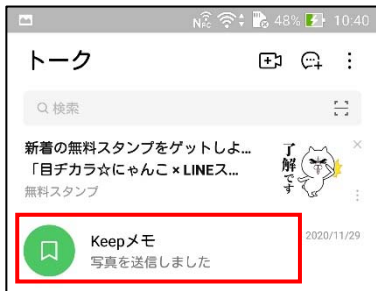 48% 10:40
トーク
検索
新着の無料スタンプをゲットしよ...
「目ヂカラ☆にゃんこ×LINEス...
無料スタンプ
了解です
Keepメモ
2020/11/29
写真を送信しました